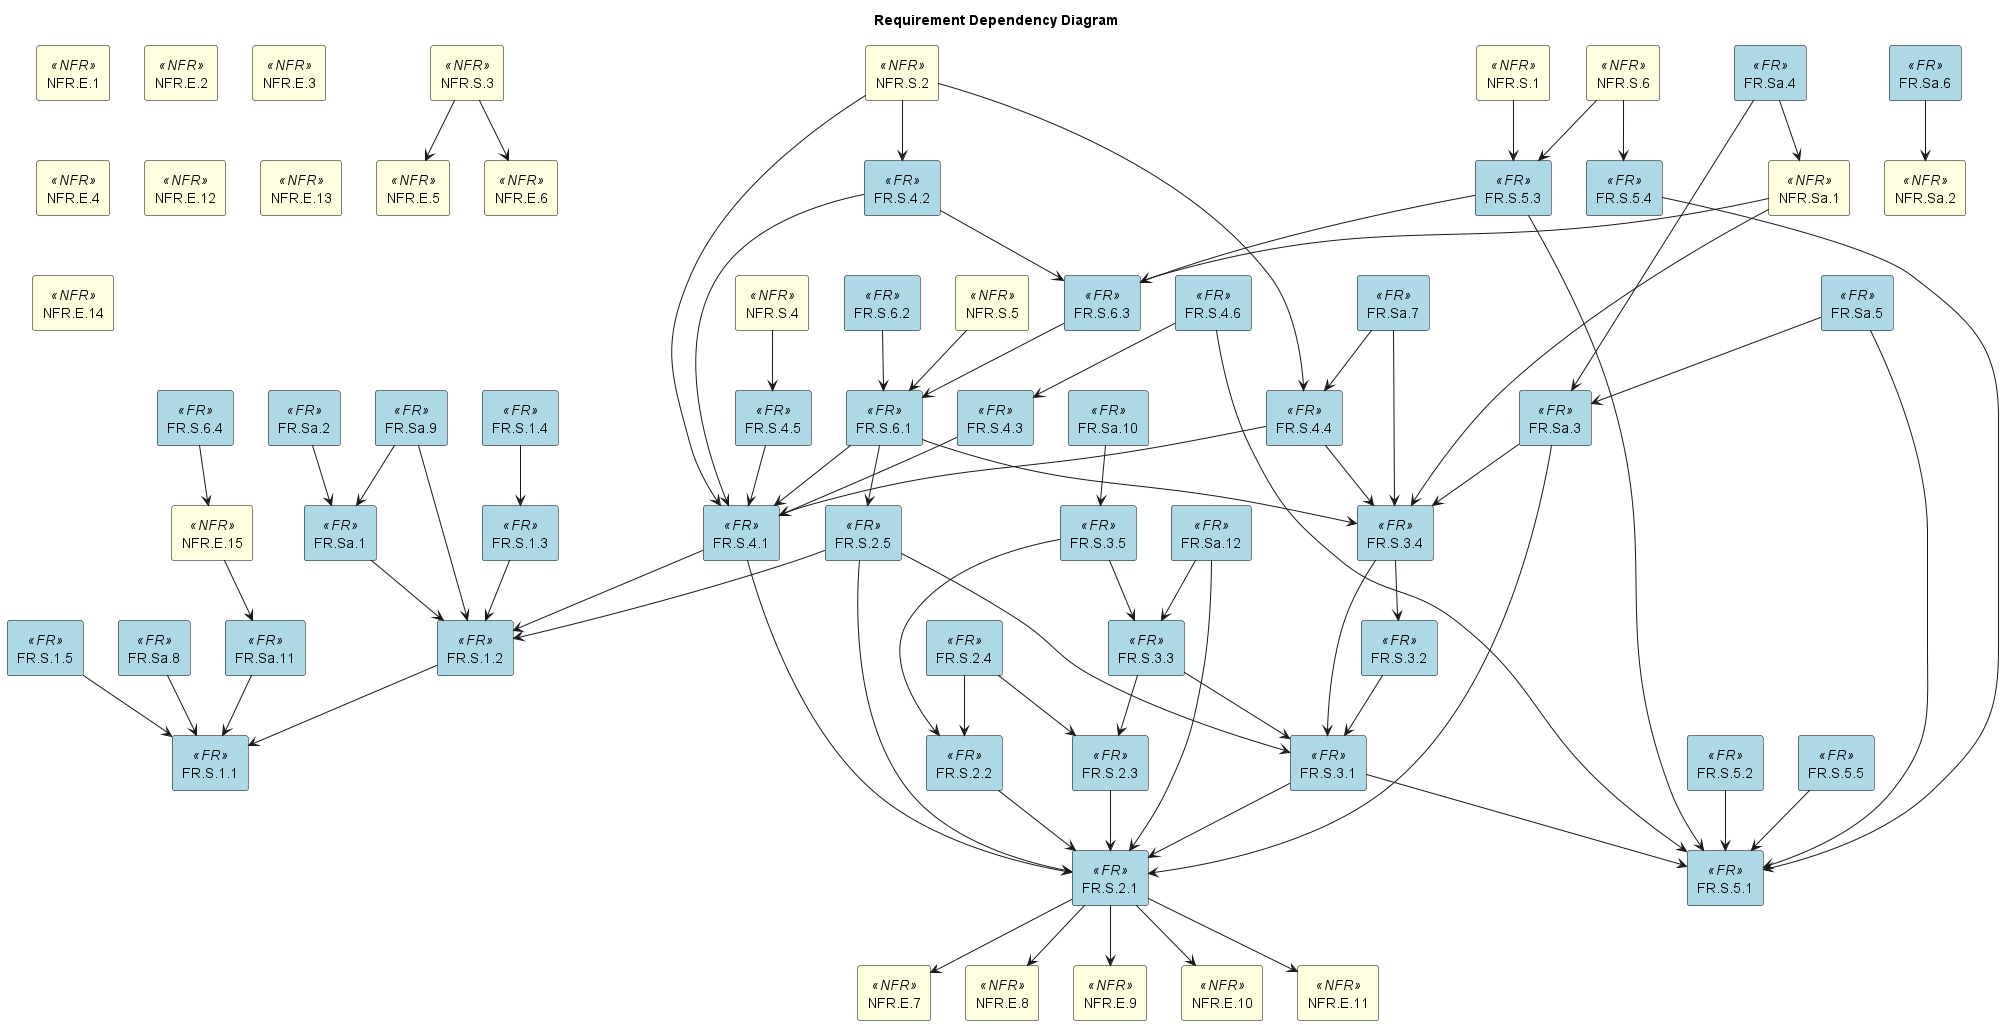 Requirement Dependency Diagram
«NFR»
NFR.E.1
«NFR»
NFR.E.2
«NFR»
NFR.E.3
«NFR»
NFR.S.3
«NFR»
NFR.S.2
«NFR»
NFR.S.1
«NFR»
NFR.S.6
«FR»
FR.Sa.4
«FR»
FR.Sa.6
«NFR»
NFR.E.4
«NFR»
NFR.E.12
«NFR»
NFR.E.13
«NFR»
NFR.E.5
«NFR»
NFR.E.6
«FR»
FR.S.4.2
«FR»
FR.S.5.3
«FR»
FR.S.5.4
«NFR»
NFR.Sa.1
«NFR»
NFR.Sa.2
«NFR»
NFR.E.14
«NFR»
NFR.S.4
«FR»
FR.S.6.2
«NFR»
NFR.S.5
«FR»
FR.S.6.3
«FR»
FR.S.4.6
«FR»
FR.Sa.7
«FR»
FR.Sa.5
«FR»
FR.S.6.4
«FR»
FR.Sa.2
«FR»
FR.Sa.9
«FR»
FR.S.1.4
«FR»
FR.S.4.5
«FR»
FR.S.6.1
«FR»
FR.S.4.3
«FR»
FR.Sa.10
«FR»
FR.S.4.4
«FR»
FR.Sa.3
«NFR»
NFR.E.15
«FR»
FR.Sa.1
«FR»
FR.S.1.3
«FR»
FR.S.4.1
«FR»
FR.S.2.5
«FR»
FR.S.3.5
«FR»
FR.Sa.12
«FR»
FR.S.3.4
«FR»
FR.S.1.5
«FR»
FR.Sa.8
«FR»
FR.Sa.11
«FR»
FR.S.1.2
«FR»
FR.S.2.4
«FR»
FR.S.3.3
«FR»
FR.S.3.2
«FR»
FR.S.1.1
«FR»
FR.S.2.2
«FR»
FR.S.2.3
«FR»
FR.S.3.1
«FR»
FR.S.5.2
«FR»
FR.S.5.5
«FR»
FR.S.2.1
«FR»
FR.S.5.1
«NFR»
NFR.E.7
«NFR»
NFR.E.8
«NFR»
NFR.E.9
«NFR»
NFR.E.10
«NFR»
NFR.E.11